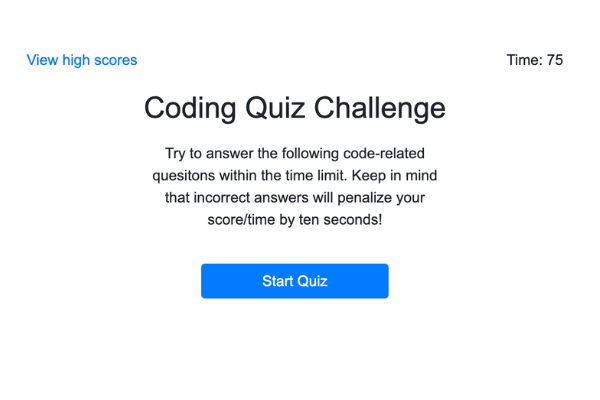 View high scores
Time: 75
Coding Quiz Challenge
Try to answer the following code-related
quesitons within the time limit. Keep in mind
that incorrect answers will penalize your
score/time by ten seconds!
Start Quiz